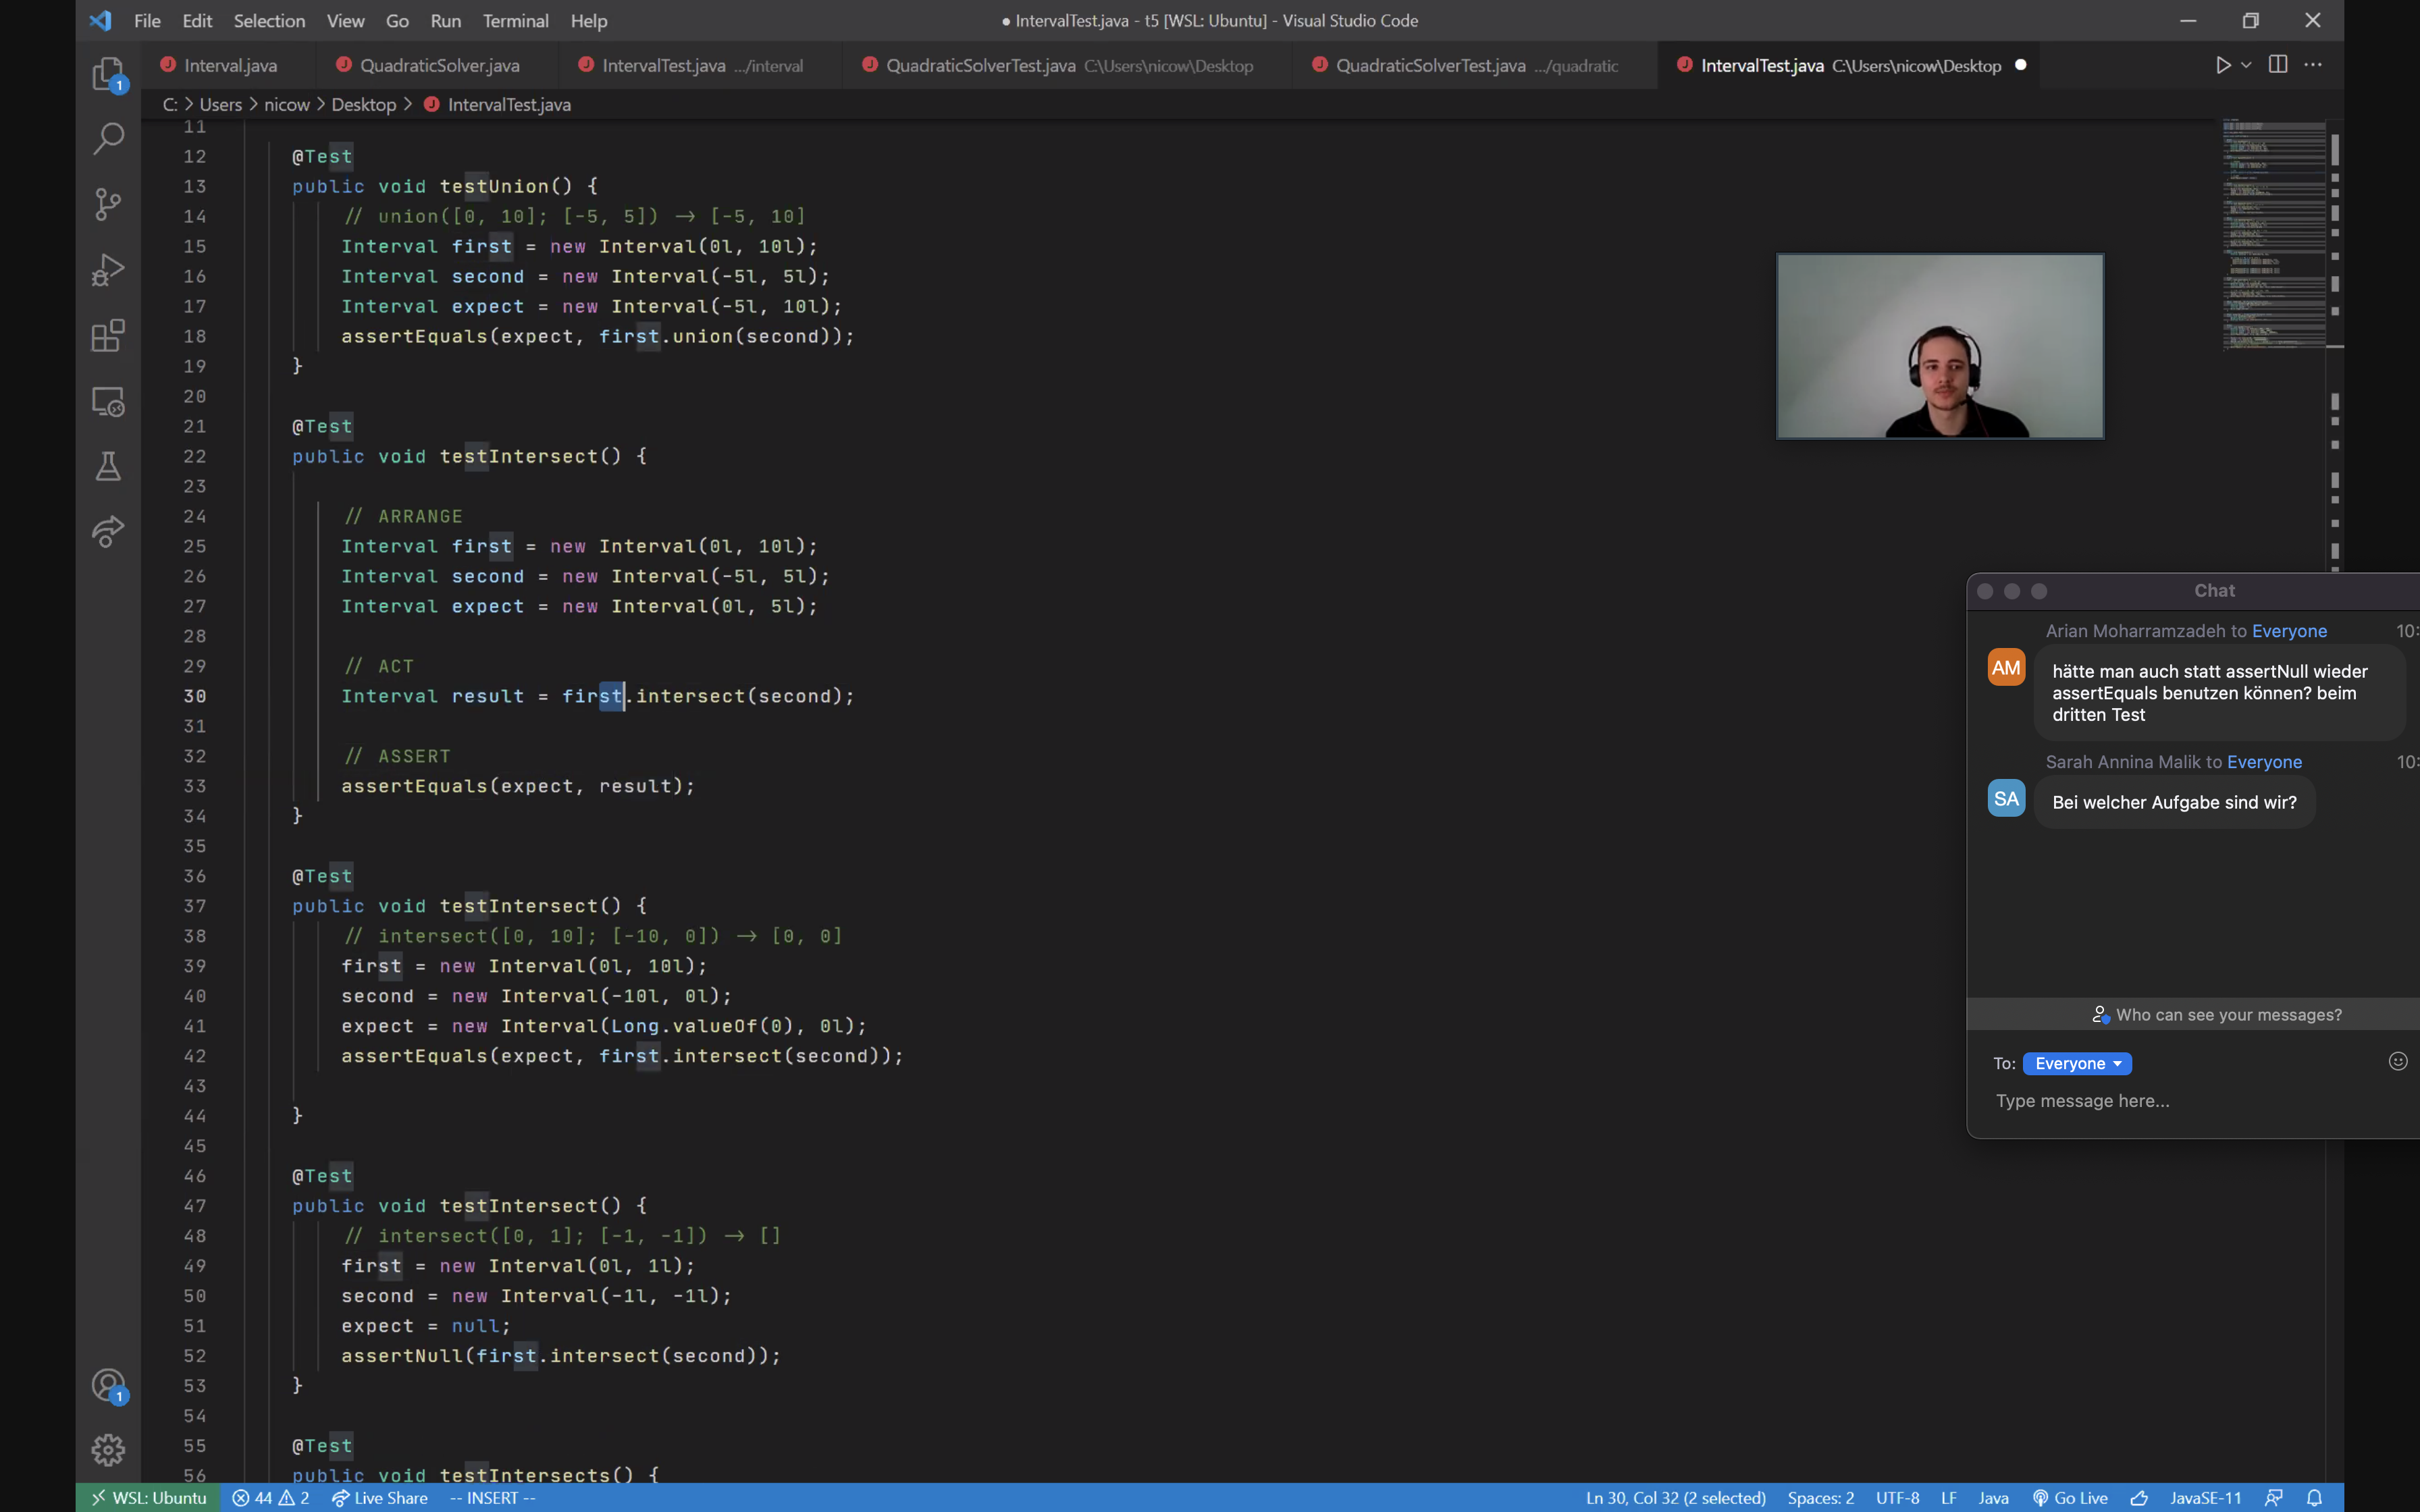 File Edit Selection View Go Run Terminal Help
● IntervalTest.java - t5 [WSL: Ubuntu] - Visual Studio Code
Interval.java
QuadraticSolver.java
IntervalTest.java .../interval
QuadraticSolverTest.java C:\Users\nicow\Desktop
QuadraticSolverTest.java .../quadratic
IntervalTest.java C:\Users\nicow\Desktop ●
C: > Users > nicow > Desktop > IntervalTest.java
11
12 @Test
13 public void testUnion() {
14 // union([0, 10]; [-5, 5]) → [-5, 10]
15 Interval first = new Interval(0l, 10l);
16 Interval second = new Interval(-5l, 5l);
17 Interval expect = new Interval(-5l, 10l);
18 assertEquals(expect, first.union(second));
19 }
20
21 @Test
22 public void testIntersect() {
23
24 // ARRANGE
25 Interval first = new Interval(0l, 10l);
26 Interval second = new Interval(-5l, 5l);
27 Interval expect = new Interval(0l, 5l);
28
29 // ACT
30 Interval result = first.intersect(second);
31
32 // ASSERT
33 assertEquals(expect, result);
34 }
35
36 @Test
37 public void testIntersect() {
38 // intersect([0, 10]; [-10, 0]) → [0, 0]
39 first = new Interval(0l, 10l);
40 second = new Interval(-10l, 0l);
41 expect = new Interval(Long.valueOf(0), 0l);
42 assertEquals(expect, first.intersect(second));
43
44 }
45
46 @Test
47 public void testIntersect() {
48 // intersect([0, 1]; [-1, -1]) → []
49 first = new Interval(0l, 1l);
50 second = new Interval(-1l, -1l);
51 expect = null;
52 assertNull(first.intersect(second));
53 }
54
55 @Test
56 public void testIntersects() {
Chat
Arian Moharramzadeh to Everyone 10:
AM
hätte man auch statt assertNull wieder
assertEquals benutzen können? beim
dritten Test
Sarah Annina Malik to Everyone 10:
SA
Bei welcher Aufgabe sind wir?
Who can see your messages?
To: Everyone
Type message here...
1
1
WSL: Ubuntu 44 2 Live Share -- INSERT -- Ln 30, Col 32 (2 selected) Spaces: 2 UTF-8 LF Java Go Live JavaSE-11